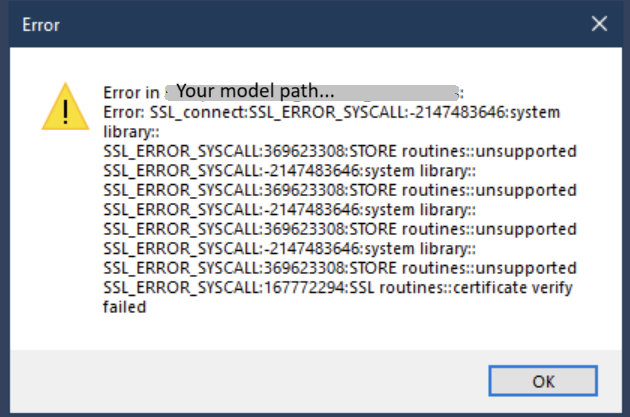 Error
Error in Your model path... :
Error: SSL_connect:SSL_ERROR_SYSCALL:-2147483646:system
library::
SSL_ERROR_SYSCALL:369623308:STORE routines::unsupported
SSL_ERROR_SYSCALL:-2147483646:system library::
SSL_ERROR_SYSCALL:369623308:STORE routines::unsupported
SSL_ERROR_SYSCALL:-2147483646:system library::
SSL_ERROR_SYSCALL:369623308:STORE routines::unsupported
SSL_ERROR_SYSCALL:-2147483646:system library::
SSL_ERROR_SYSCALL:369623308:STORE routines::unsupported
SSL_ERROR_SYSCALL:167772294:SSL routines::certificate verify
failed
OK